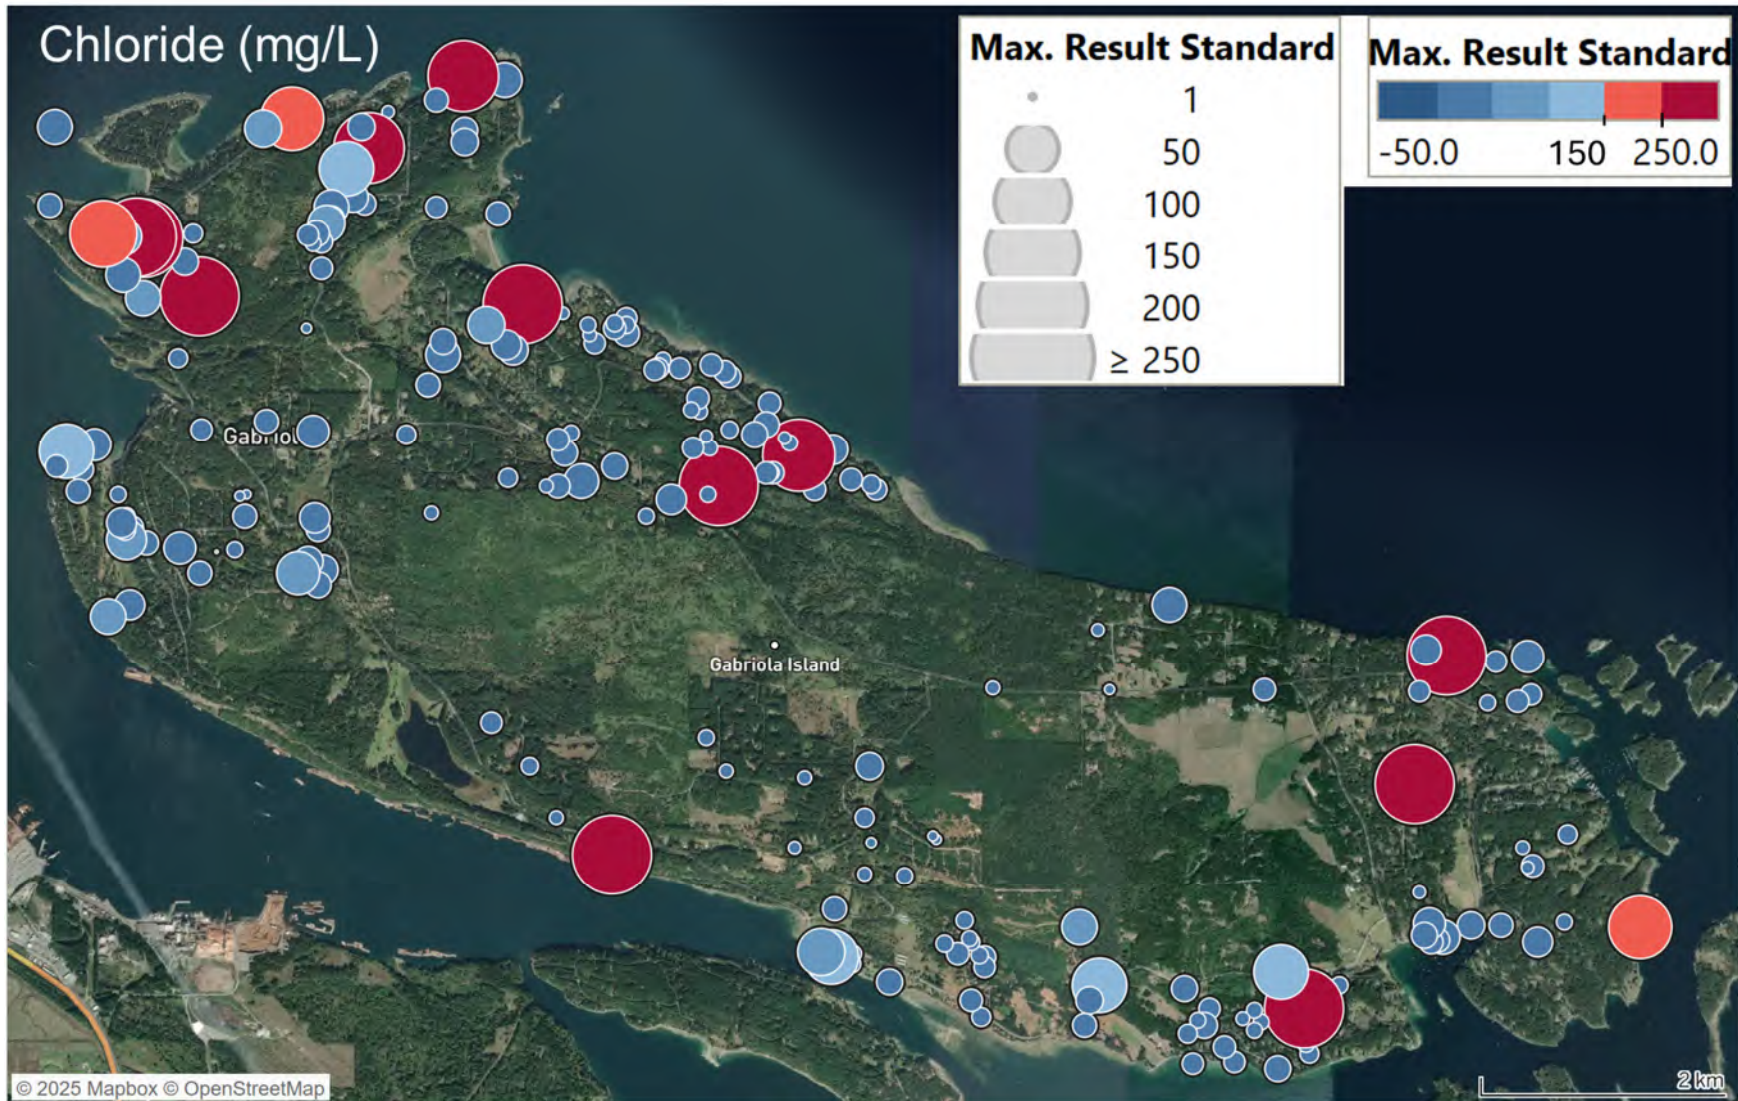 Chloride (mg/L)
Max. Result Standard
1
50
100
150
200
≥ 250
Max. Result Standard
-50.0 150 250.0
Gabriola Island
2 km
© 2025 Mapbox © OpenStreetMap